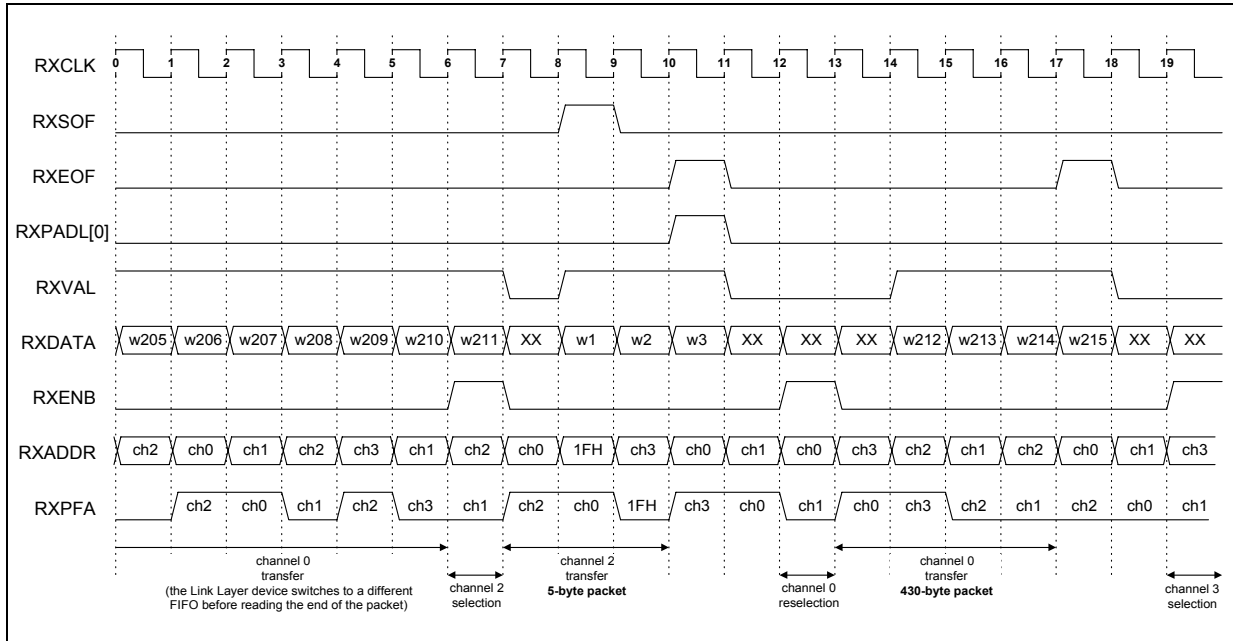 RXCLK
0 1 2 3 4 5 6 7 8 9 10 11 12 13 14 15 16 17 18 19
RXSOF
RXEOF
RXPADL[0]
RXVAL
RXDATA
w205 w206 w207 w208 w209 w210 w211 XX w1 w2 w3 XX XX XX w212 w213 w214 w215 XX XX
RXENB
RXADDR
ch2 ch0 ch1 ch2 ch3 ch1 ch2 ch0 1FH ch3 ch0 ch1 ch0 ch3 ch2 ch1 ch2 ch0 ch1 ch3
RXPFA
ch2 ch0 ch1 ch2 ch3 ch1 ch2 ch0 1FH ch3 ch0 ch1 ch0 ch3 ch2 ch1 ch2 ch0 ch1
channel 0
transfer
(the Link Layer device switches to a different
FIFO before reading the end of the packet)
channel 2
selection
channel 2
transfer
5-byte packet
channel 0
reselection
channel 0
transfer
430-byte packet
channel 3
selection